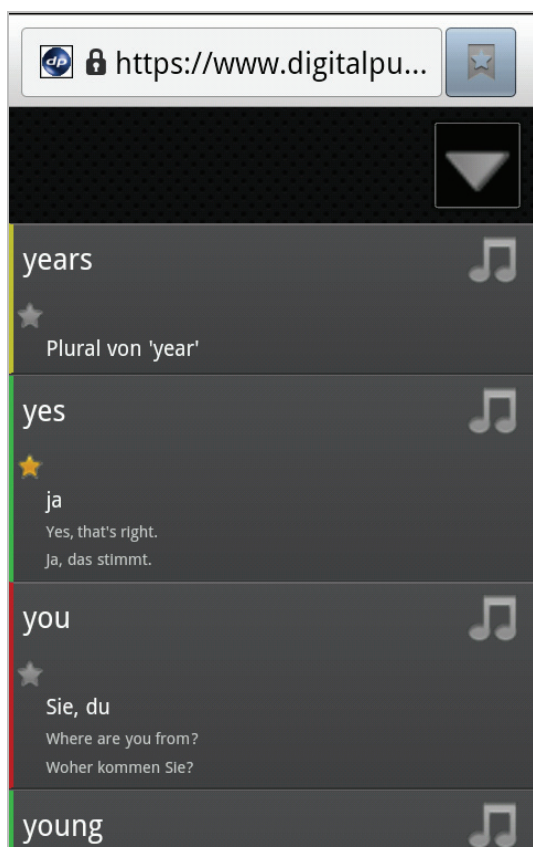 dp https://www.digitalpu...
years
Plural von 'year'
yes
ja
Yes, that's right.
Ja, das stimmt.
you
Sie, du
Where are you from?
Woher kommen Sie?
young